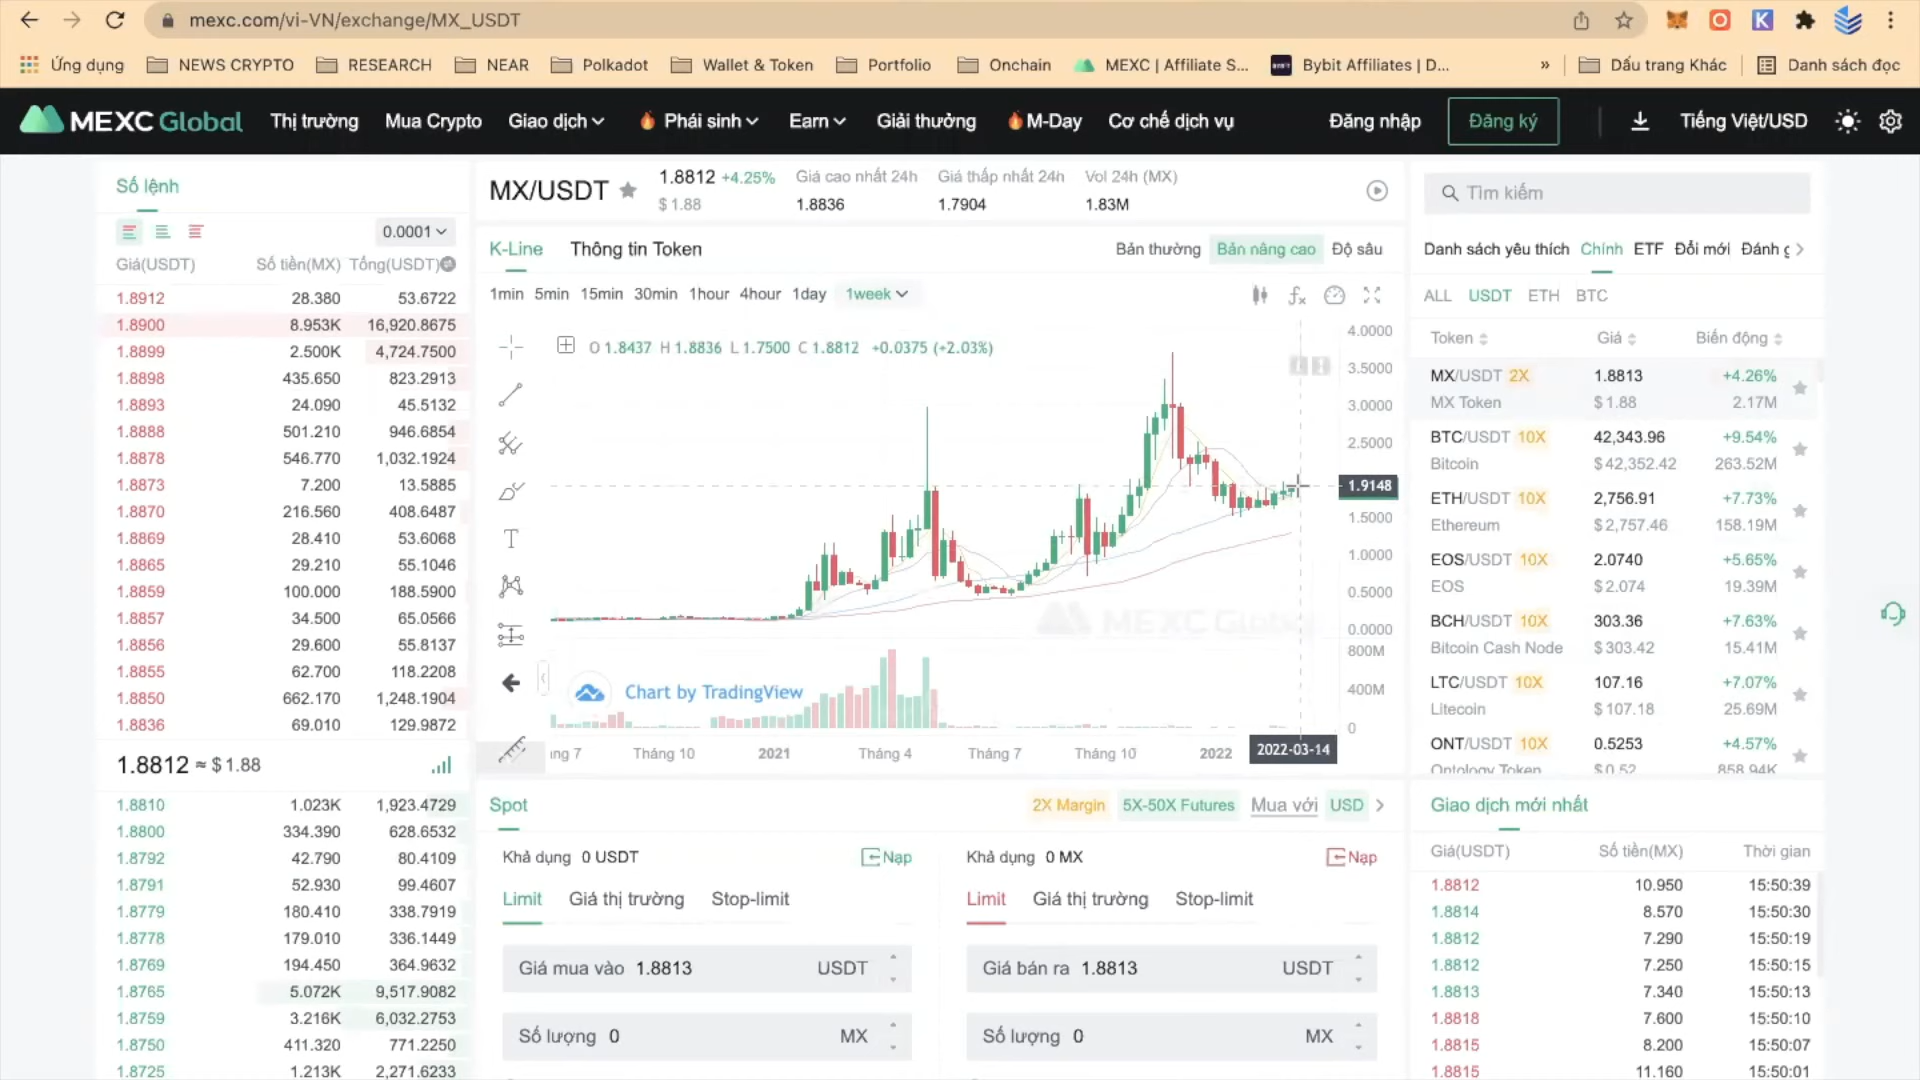 mexc.com/vi-VN/exchange/MX_USDT
Ứng dụng NEWS CRYPTO RESEARCH NEAR Polkadot Wallet & Token Portfolio Onchain MEXC | Affiliate S... Bybit Affiliates | D... » Dấu trang Khác Danh sách đọc
MEXC Global Thị trường Mua Crypto Giao dịch Phái sinh Earn Giải thưởng M-Day Cơ chế dịch vụ Đăng nhập Đăng ký Tiếng Việt/USD
Số lệnh
0.0001
Giá(USDT) Số tiền(MX) Tổng(USDT)
1.8912 28.380 53.6722
1.8900 8.953K 16,920.8675
1.8899 2.500K 4,724.7500
1.8898 435.650 823.2913
1.8893 24.090 45.5132
1.8888 501.210 946.6854
1.8878 546.770 1,032.1924
1.8873 7.200 13.5885
1.8870 216.560 408.6487
1.8869 28.410 53.6068
1.8865 29.210 55.1046
1.8859 100.000 188.5900
1.8857 34.500 65.0566
1.8856 29.600 55.8137
1.8855 62.700 118.2208
1.8850 662.170 1,248.1904
1.8836 69.010 129.9872
1.8812 ≈ $ 1.88
1.8810 1.023K 1,923.4729
1.8800 334.390 628.6532
1.8792 42.790 80.4109
1.8791 52.930 99.4607
1.8779 180.410 338.7919
1.8778 179.010 336.1449
1.8769 194.450 364.9632
1.8765 5.072K 9,517.9082
1.8759 3.216K 6,032.2753
1.8750 411.320 771.2250
1.8725 1.213K 2,271.6233
MX/USDT 1.8812 +4.25% Giá cao nhất 24h Giá thấp nhất 24h Vol 24h (MX)
$ 1.88 1.8836 1.7904 1.83M
K-Line Thông tin Token Bản thường Bản nâng cao Độ sâu
1min 5min 15min 30min 1hour 4hour 1day 1week
O 1.8437 H 1.8836 L 1.7500 C 1.8812 +0.0375 (+2.03%)
4.0000
3.5000
3.0000
2.5000
1.9148
1.5000
1.0000
0.5000
0.0000
MEXC Global
800M
400M
0
Chart by TradingView
ng 7 Tháng 10 2021 Tháng 4 Tháng 7 Tháng 10 2022 2022-03-14
Spot 2X Margin 5X-50X Futures Mua với USD
Khả dụng 0 USDT Nạp
Limit Giá thị trường Stop-limit
Giá mua vào 1.8813 USDT
Số lượng 0 MX
Khả dụng 0 MX Nạp
Limit Giá thị trường Stop-limit
Giá bán ra 1.8813 USDT
Số lượng 0 MX
Tìm kiếm
Danh sách yêu thích Chính ETF Đổi mới Đánh g
ALL USDT ETH BTC
Token Giá Biến động
MX/USDT 2X 1.8813 +4.26%
MX Token $ 1.88 2.17M
BTC/USDT 10X 42,343.96 +9.54%
Bitcoin $ 42,352.42 263.52M
ETH/USDT 10X 2,756.91 +7.73%
Ethereum $ 2,757.46 158.19M
EOS/USDT 10X 2.0740 +5.65%
EOS $ 2.074 19.39M
BCH/USDT 10X 303.36 +7.63%
Bitcoin Cash Node $ 303.42 15.41M
LTC/USDT 10X 107.16 +7.07%
Litecoin $ 107.18 25.69M
ONT/USDT 10X 0.5253 +4.57%
Ontology Token $ 0.52 858.94K
Giao dịch mới nhất
Giá(USDT) Số tiền(MX) Thời gian
1.8812 10.950 15:50:39
1.8814 8.570 15:50:30
1.8812 7.290 15:50:19
1.8812 7.250 15:50:15
1.8813 7.340 15:50:13
1.8818 7.600 15:50:10
1.8815 8.200 15:50:07
1.8815 11.160 15:50:01